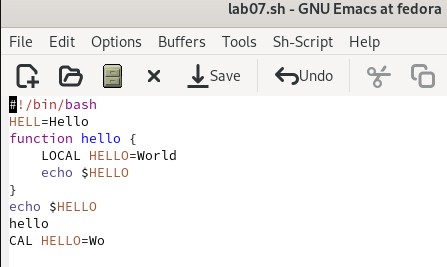 lab07.sh - GNU Emacs at fedora
File Edit Options Buffers Tools Sh-Script Help
Save Undo
#!/bin/bash
HELL=Hello
function hello {
    LOCAL HELLO=World
    echo $HELLO
}
echo $HELLO
hello
CAL HELLO=Wo